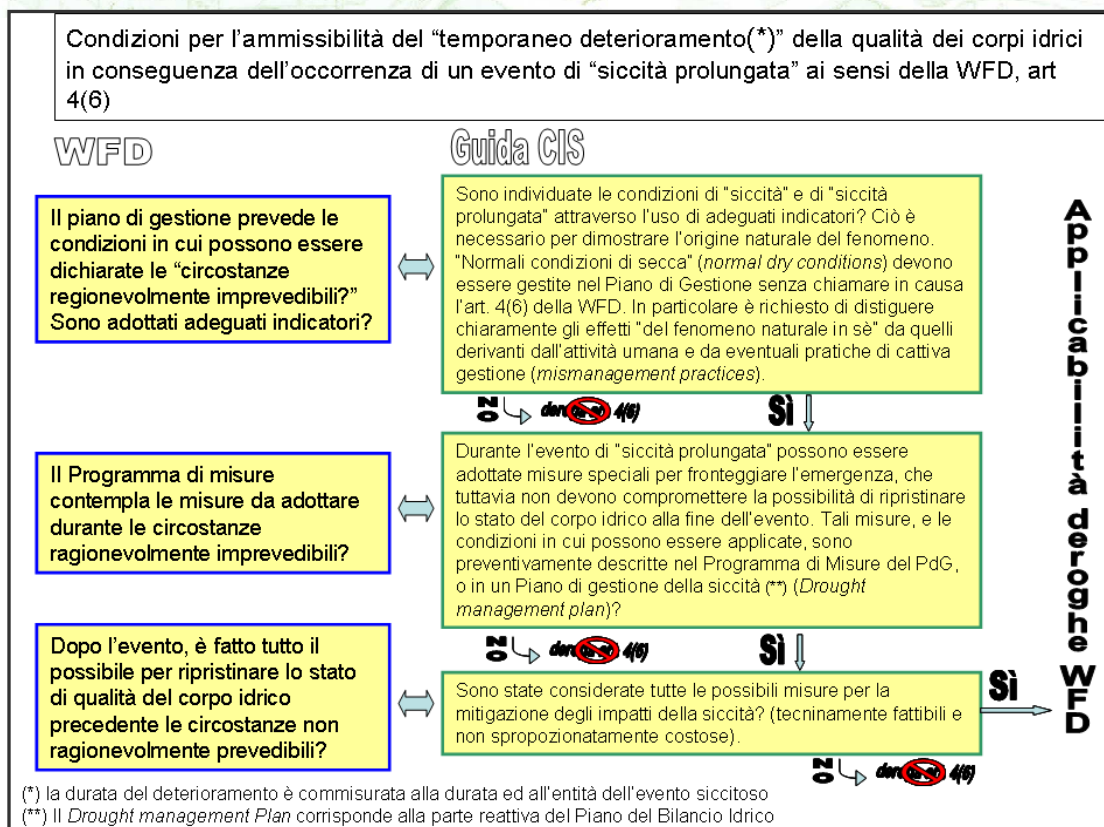 Condizioni per l'ammissibilità del "temporaneo deterioramento(*)" della qualità dei corpi idrici
in conseguenza dell'occorrenza di un evento di "siccità prolungata" ai sensi della WFD, art
4(6)
WFD
Guida CIS
Il piano di gestione prevede le
condizioni in cui possono essere
dichiarate le "circostanze
regionevolmente imprevedibili?"
Sono adottati adeguati indicatori?
Sono individuate le condizioni di "siccità" e di "siccità
prolungata" attraverso l'uso di adeguati indicatori? Ciò è
necessario per dimostrare l'origine naturale del fenomeno.
"Normali condizioni di secca" (normal dry conditions) devono
essere gestite nel Piano di Gestione senza chiamare in causa
l'art. 4(6) della WFD. In particolare è richiesto di distiguere
chiaramente gli effetti "del fenomeno naturale in sè" da quelli
derivanti dall'attività umana e da eventuali pratiche di cattiva
gestione (mismanagement practices).
NO
4(6)
Sì
Il Programma di misure
contempla le misure da adottare
durante le circostanze
ragionevolmente imprevedibili?
Durante l'evento di "siccità prolungata" possono essere
adottate misure speciali per fronteggiare l'emergenza, che
tuttavia non devono compromettere la possibilità di ripristinare
lo stato del corpo idrico alla fine dell'evento. Tali misure, e le
condizioni in cui possono essere applicate, sono
preventivamente descritte nel Programma di Misure del PdG,
o in un Piano di gestione della siccità (**) (Drought
management plan)?
NO
4(6)
Sì
Dopo l'evento, è fatto tutto il
possibile per ripristinare lo stato
di qualità del corpo idrico
precedente le circostanze non
ragionevolmente prevedibili?
Sono state considerate tutte le possibili misure per la
mitigazione degli impatti della siccità? (tecninamente fattibili e
non spropozionatamente costose).
NO
4(6)
Sì
Applicabilità deroghe WFD
(*) la durata del deterioramento è commisurata alla durata ed all'entità dell'evento siccitoso
(**) Il Drought management Plan corrisponde alla parte reattiva del Piano del Bilancio Idrico